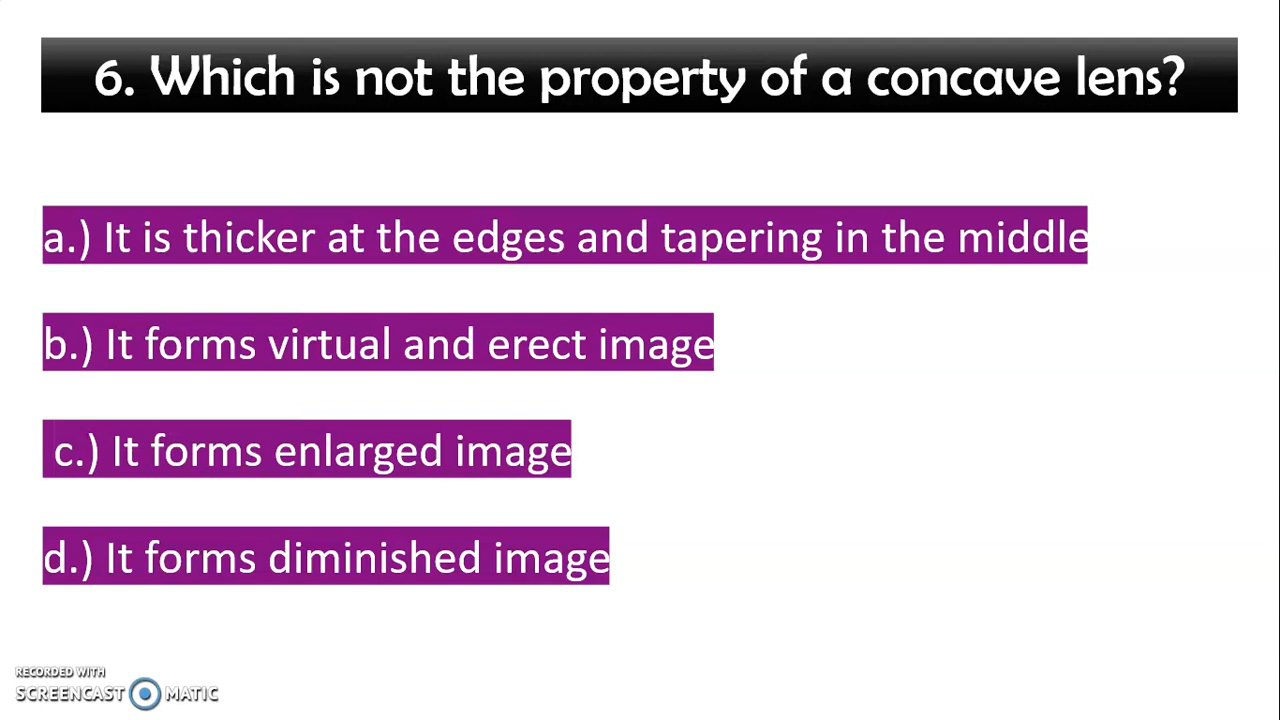 6. Which is not the property of a concave lens?
a.) It is thicker at the edges and tapering in the middle
b.) It forms virtual and erect image
c.) It forms enlarged image
d.) It forms diminished image
RECORDED WITH
SCREENCAST MATIC